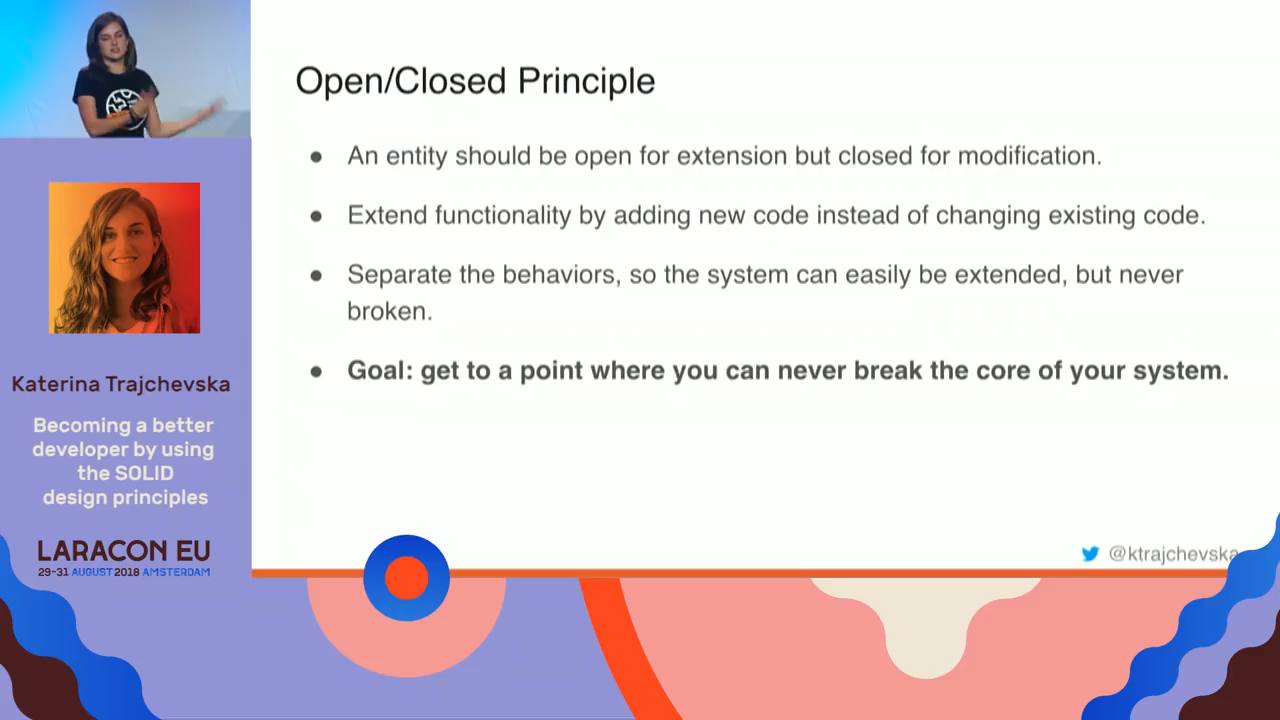 Open/Closed Principle
An entity should be open for extension but closed for modification.
Extend functionality by adding new code instead of changing existing code.
Separate the behaviors, so the system can easily be extended, but never
broken.
Goal: get to a point where you can never break the core of your system.
@ktrajchevska
Katerina Trajchevska
Becoming a better
developer by using
the SOLID
design principles
LARACON EU
29-31 AUGUST 2018 AMSTERDAM